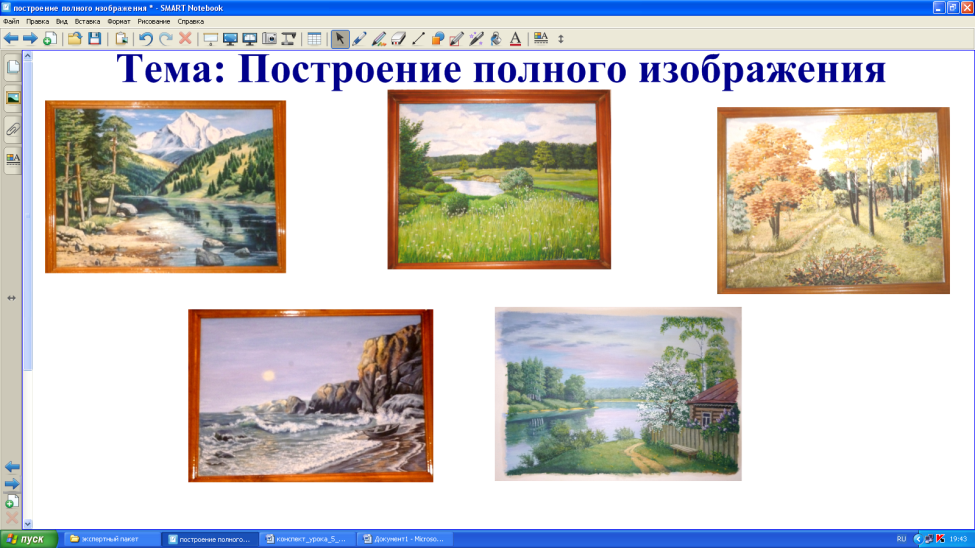 построение полного изображения * - SMART Notebook
Файл Правка Вид Вставка Формат Рисование Справка
Тема: Построение полного изображения
пуск
экспертный пакет
построение полного...
конспект_урока_5_...
Документ1 - Microso...
RU
19:43